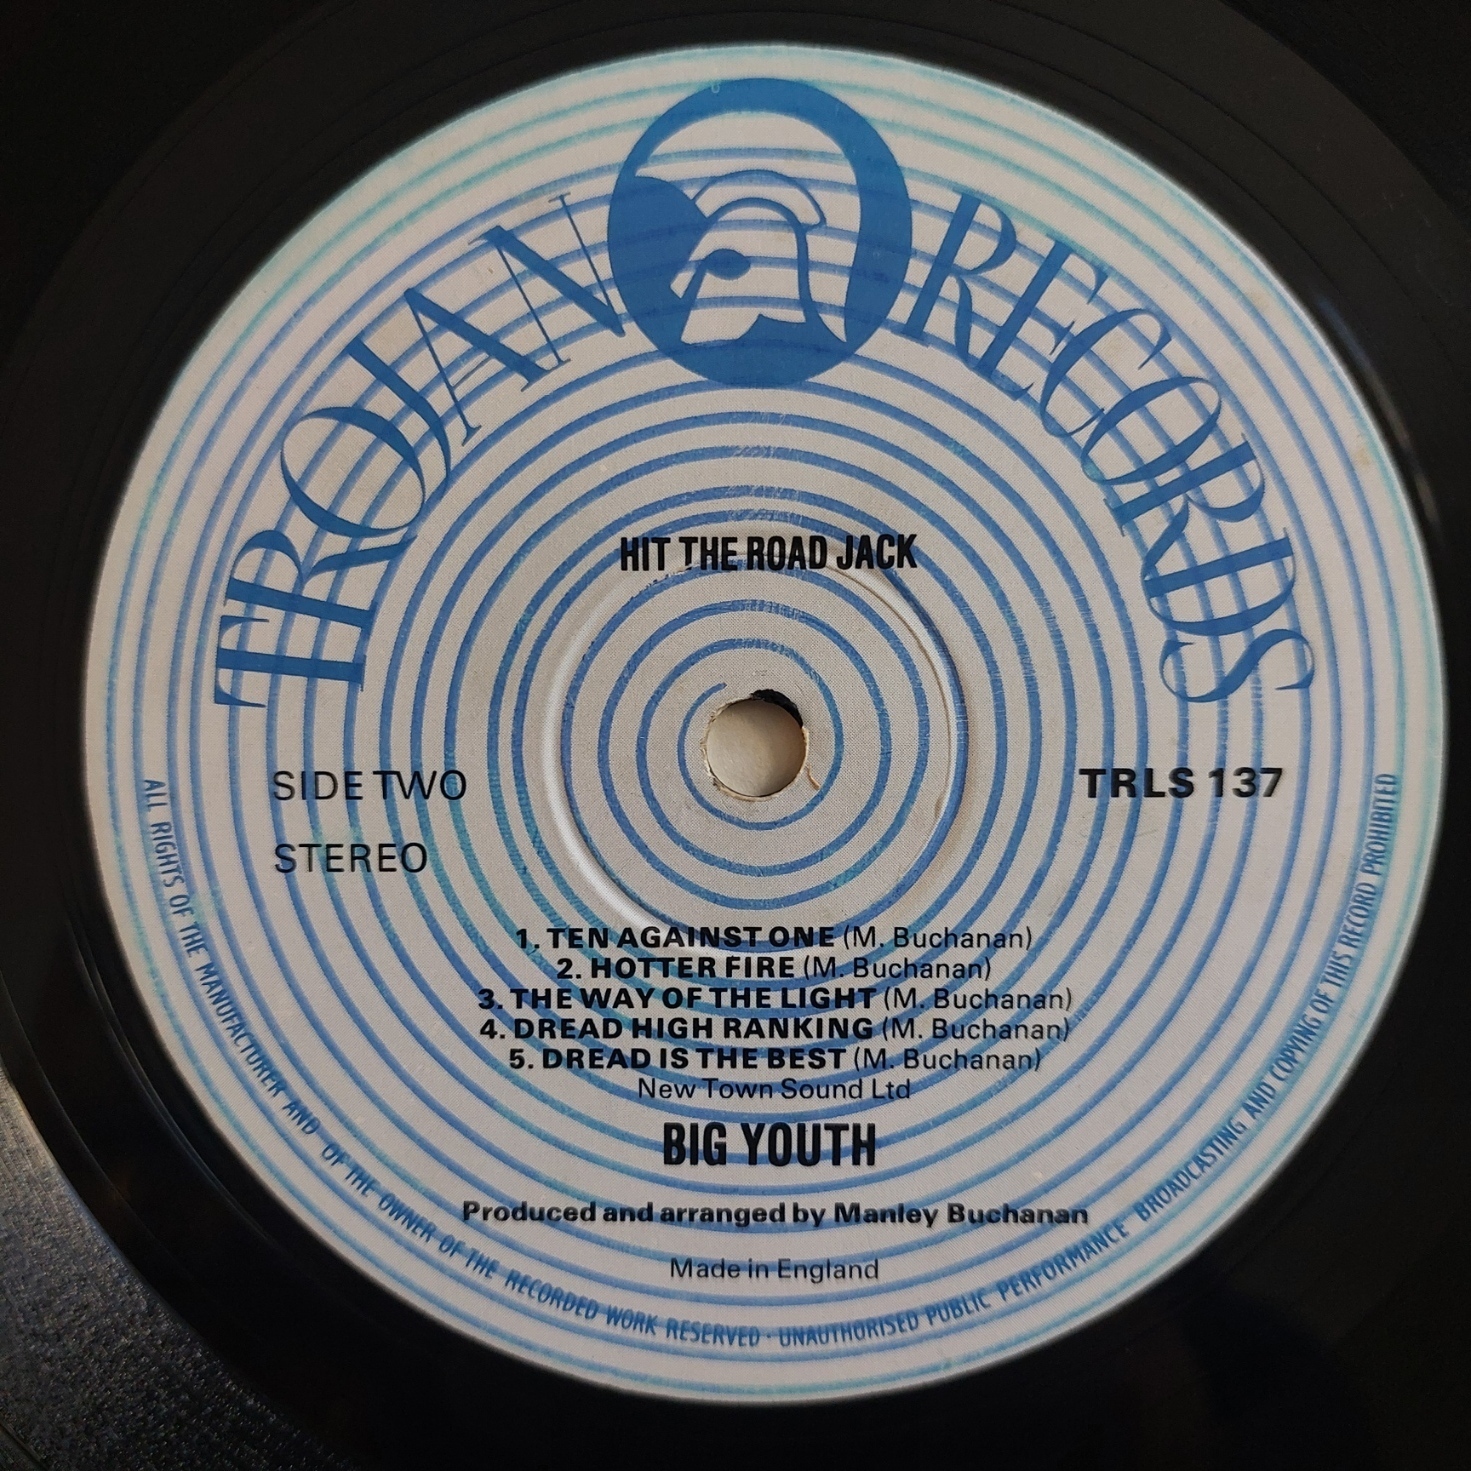 TROJAN RECORDS
HIT THE ROAD JACK
SIDE TWO
TRLS 137
STEREO
1. TEN AGAINST ONE (M. Buchanan)
2. HOTTER FIRE (M. Buchanan)
3. THE WAY OF THE LIGHT (M. Buchanan)
4. DREAD HIGH RANKING (M. Buchanan)
5. DREAD IS THE BEST (M. Buchanan)
New Town Sound Ltd
BIG YOUTH
Produced and arranged by Manley Buchanan
Made in England
ALL RIGHTS OF THE MANUFACTURER AND OF THE OWNER OF THE RECORDED WORK RESERVED · UNAUTHORISED PUBLIC PERFORMANCE BROADCASTING AND COPYING OF THIS RECORD PROHIBITED